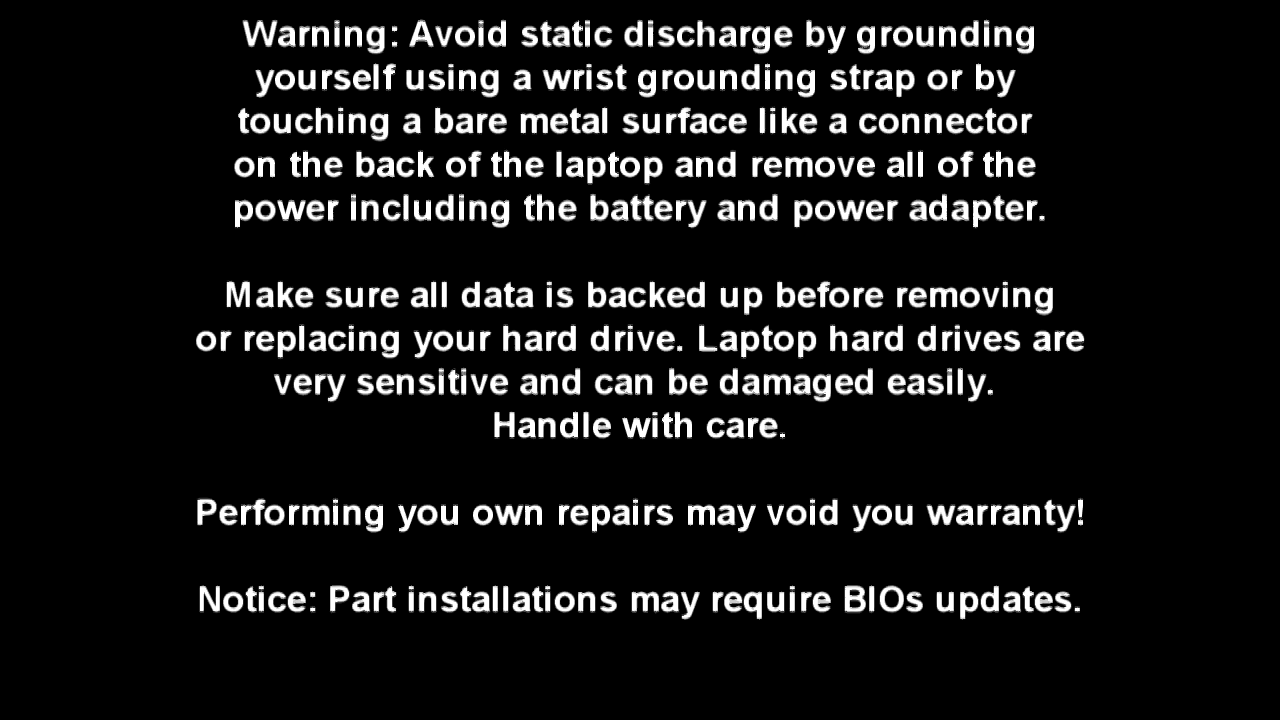 Warning: Avoid static discharge by grounding
yourself using a wrist grounding strap or by
touching a bare metal surface like a connector
on the back of the laptop and remove all of the
power including the battery and power adapter.
Make sure all data is backed up before removing
or replacing your hard drive. Laptop hard drives are
very sensitive and can be damaged easily.
Handle with care.
Performing you own repairs may void you warranty!
Notice: Part installations may require BIOs updates.